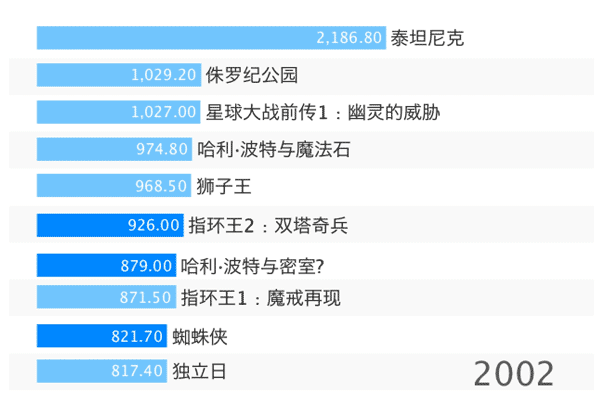 2,186.80 泰坦尼克
1,029.20 侏罗纪公园
1,027.00 星球大战前传1：幽灵的威胁
974.80 哈利·波特与魔法石
968.50 狮子王
926.00 指环王2：双塔奇兵
879.00 哈利·波特与密室?
871.50 指环王1：魔戒再现
821.70 蜘蛛侠
817.40 独立日
2002